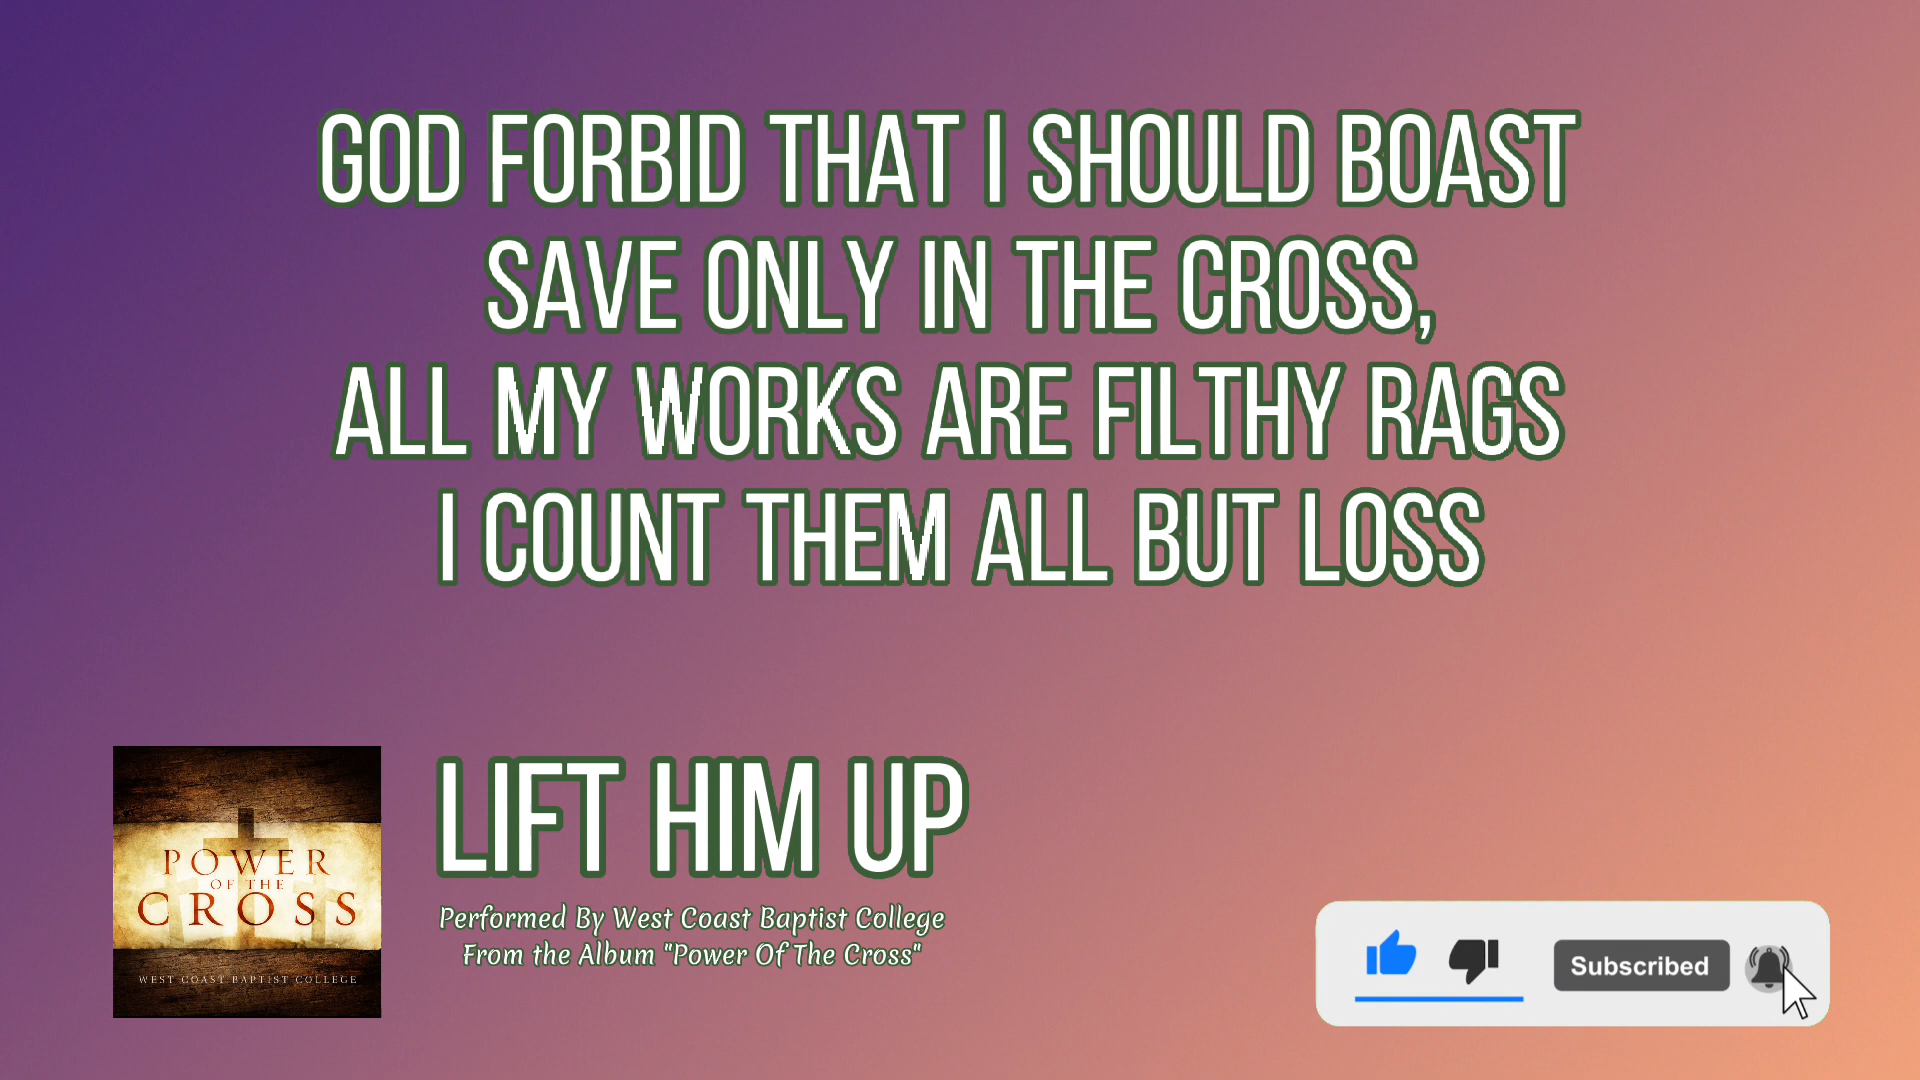 GOD FORBID THAT I SHOULD BOAST
SAVE ONLY IN THE CROSS,
ALL MY WORKS ARE FILTHY RAGS
I COUNT THEM ALL BUT LOSS
POWER
OF THE
CROSS
WEST COAST BAPTIST COLLEGE
LIFT HIM UP
Performed By West Coast Baptist College
From the Album "Power Of The Cross"
Subscribed